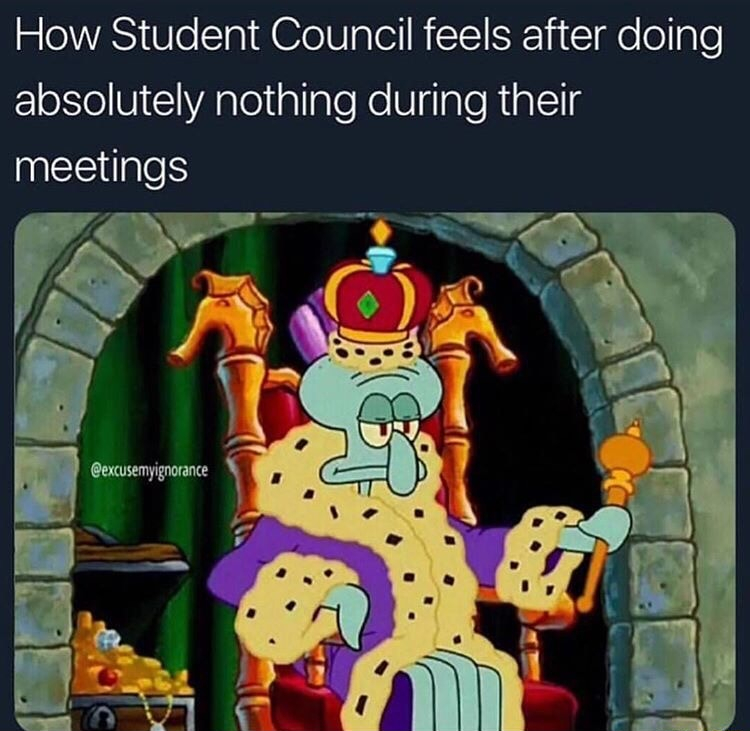 How Student Council feels after doing
absolutely nothing during their
meetings
@excusemyignorance